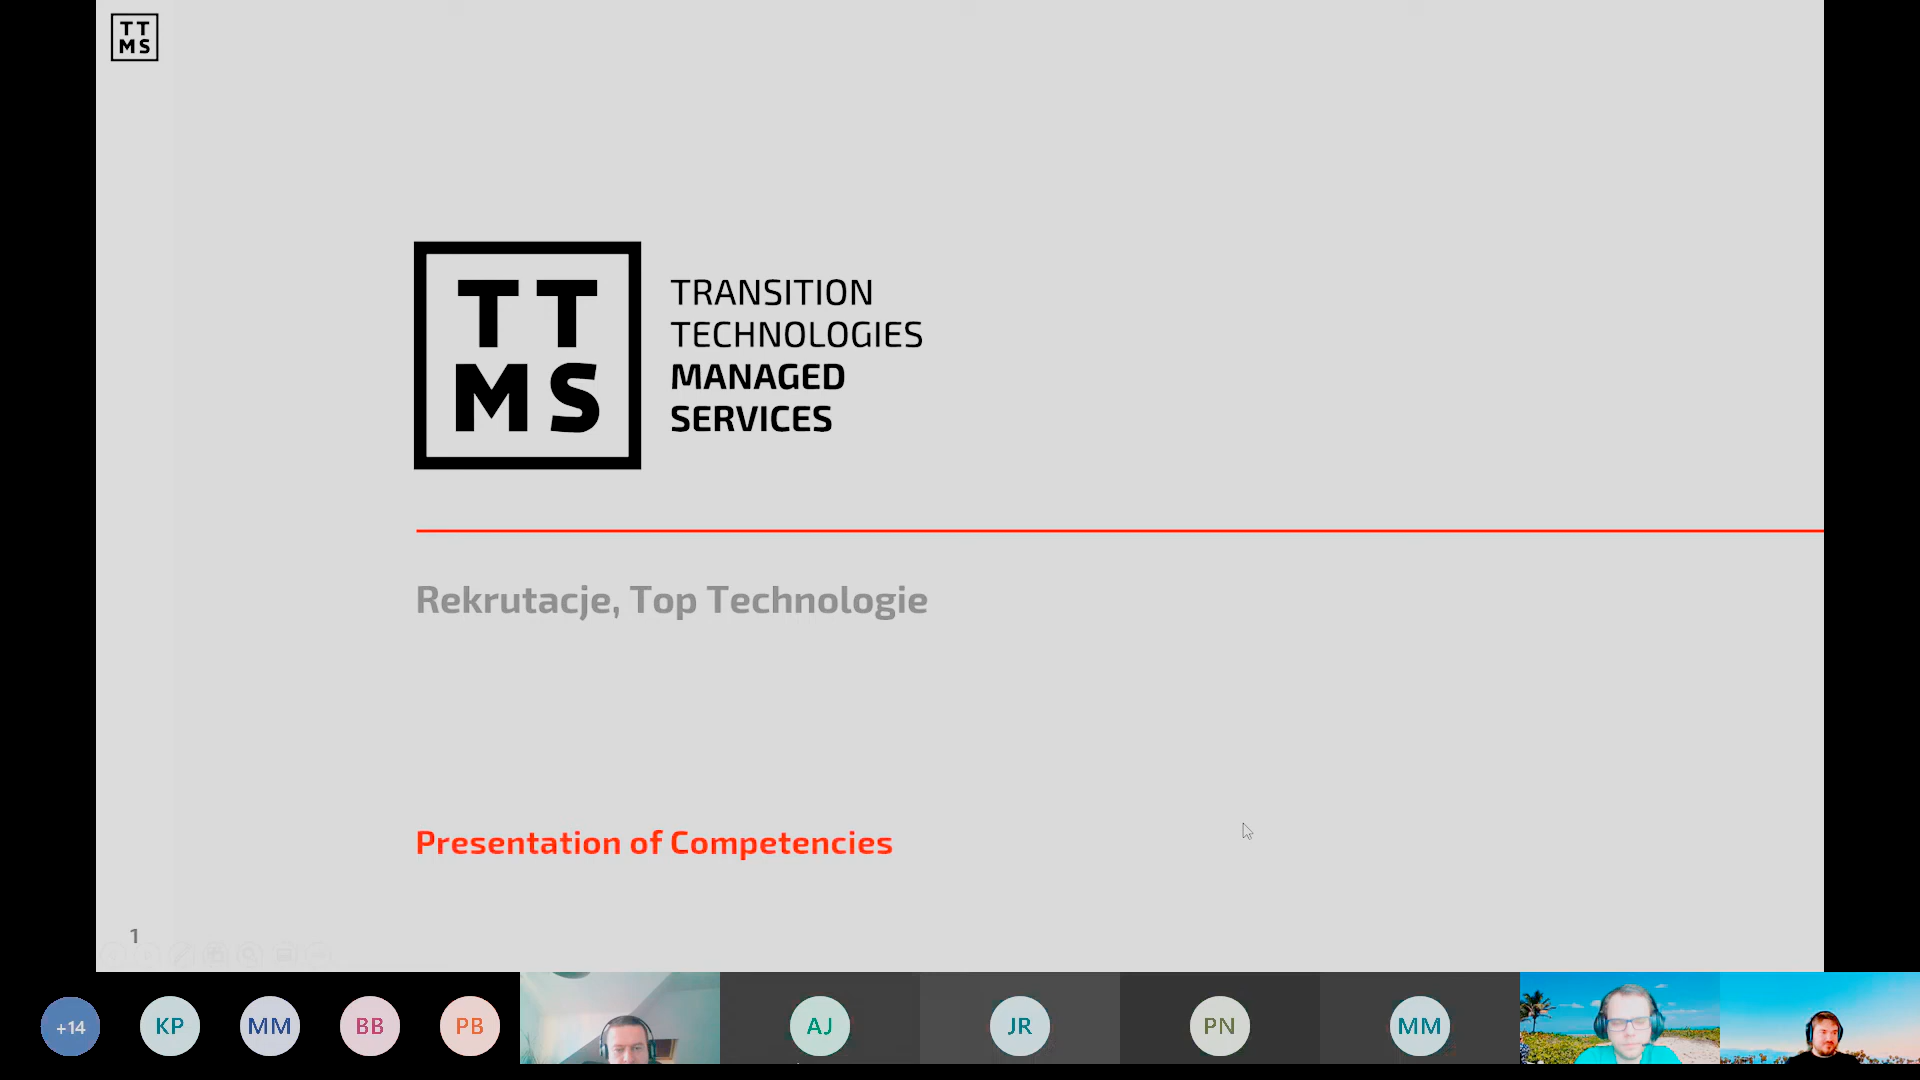 TT
MS
TT
MS
TRANSITION
TECHNOLOGIES
MANAGED
SERVICES
Rekrutacje, Top Technologie
Presentation of Competencies
1
+14
KP
MM
BB
PB
AJ
JR
PN
MM